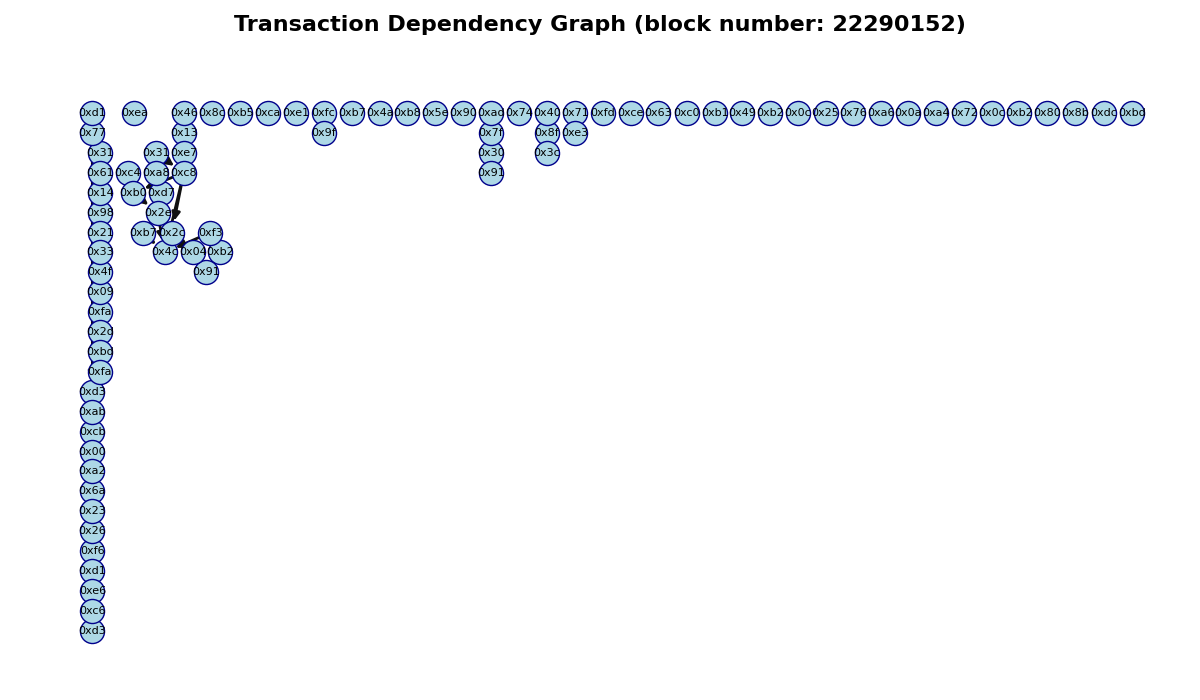 Transaction Dependency Graph (block number: 22290152)
0xd1 0xea 0x46 0x8c 0xb5 0xca 0xe1 0xfc 0xb7 0x4a 0xb8 0x5e 0x90 0xad 0x74 0x40 0x71 0xfd 0xce 0x63 0xc0 0xb1 0x49 0xb2 0x0c 0x25 0x76 0xa6 0x0a 0xa4 0x72 0x0c 0xb2 0x80 0x8b 0xdc 0xbd
0x77 0x13 0x9f 0x7f 0x8f 0xe3
0x31 0x31 0xe7 0x30 0x3c
0x61 0xc4 0xa8 0xc8 0x91
0x14 0xb0 0xd7
0x98 0x2e
0x21 0xb7 0x2c 0xf3
0x33 0x4c 0x04 0xb2
0x4f 0x91
0x09
0xfa
0x2d
0xbd
0xfa
0xd3
0xab
0xcb
0x00
0xa2
0x6a
0x23
0x26
0xf6
0xd1
0xe6
0xc6
0xd3